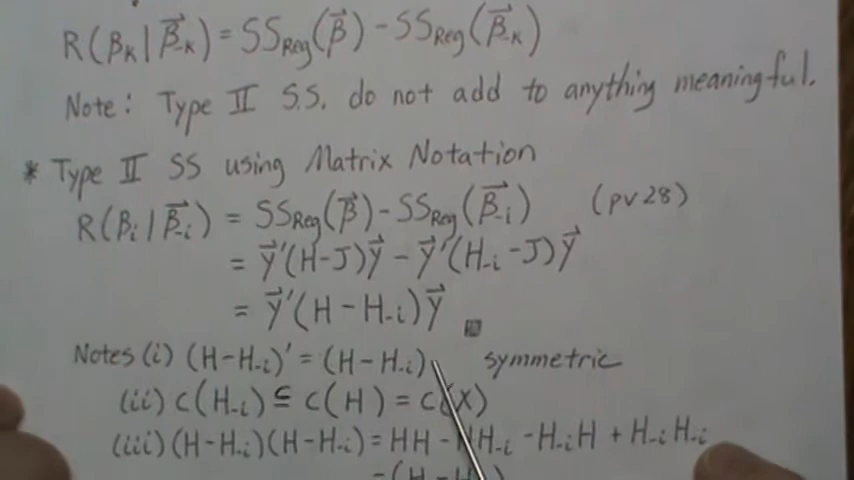 R(βK|β⃗-K) = SSReg(β⃗) - SSReg(β⃗-K)
Note: Type II S.S. do not add to anything meaningful.
* Type II SS using Matrix Notation
R(βi|β⃗-i) = SSReg(β⃗) - SSReg(β⃗-i) (pv28)
= Y⃗'(H-J)Y⃗ - Y⃗'(H-i-J)Y⃗
= Y⃗'(H-H-i)Y⃗
Notes (i) (H-H-i)' = (H-H-i) symmetric
(ii) C(H-i) ⊆ C(H) = C(X)
(iii) (H-H-i)(H-H-i) = HH - HH-i - H-iH + H-iH-i